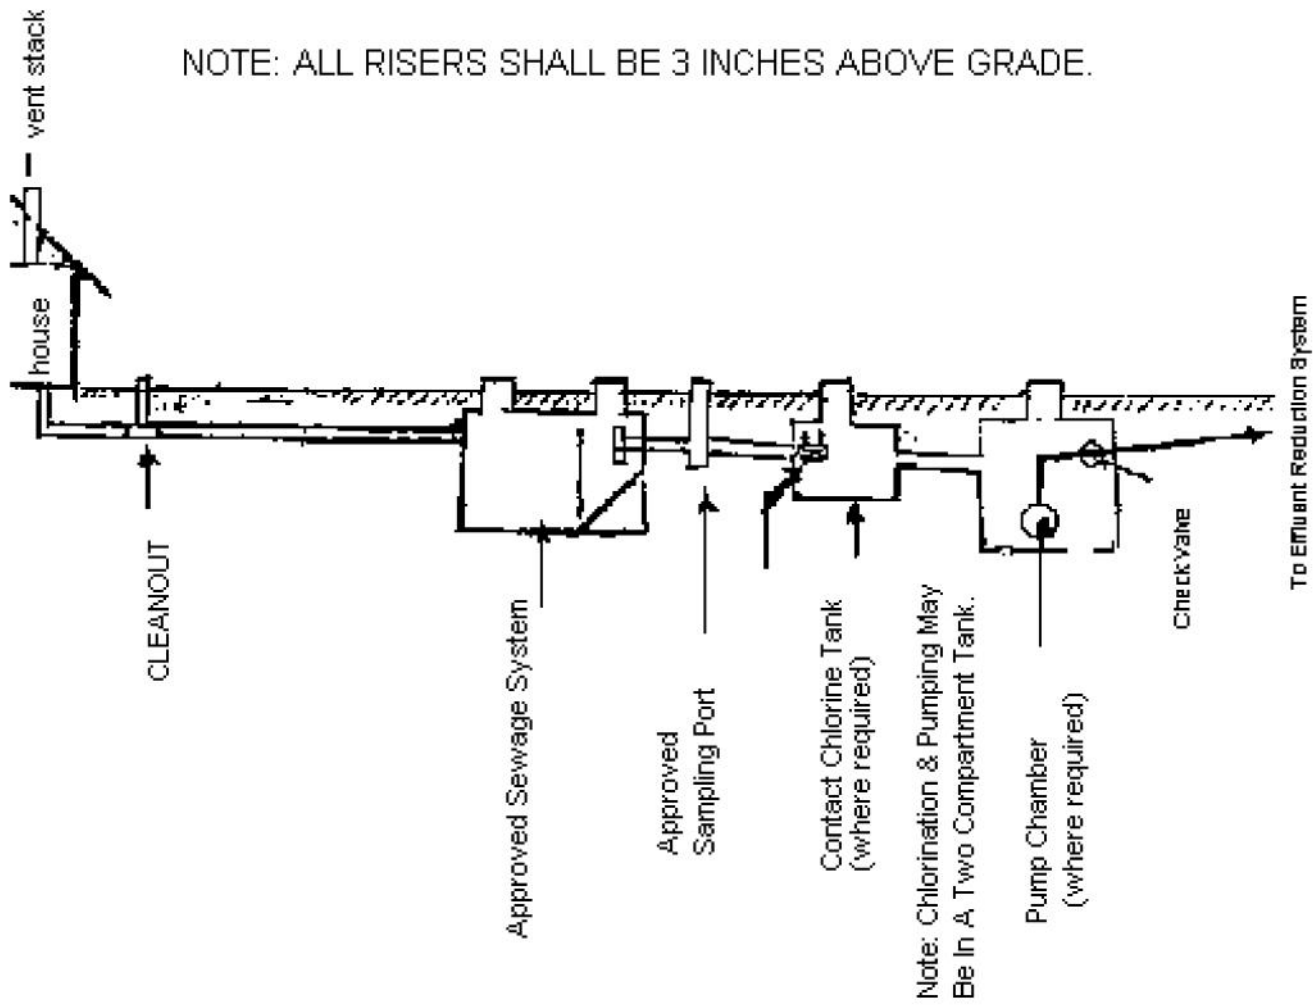 NOTE: ALL RISERS SHALL BE 3 INCHES ABOVE GRADE.
vent stack
house
CLEANOUT
Approved Sewage System
Approved
Sampling Port
Contact Chlorine Tank
(where required)
Note: Chlorination & Pumping May
Be In A Two Compartment Tank.
Pump Chamber
(where required)
Check Valve
To Effluent Reduction System